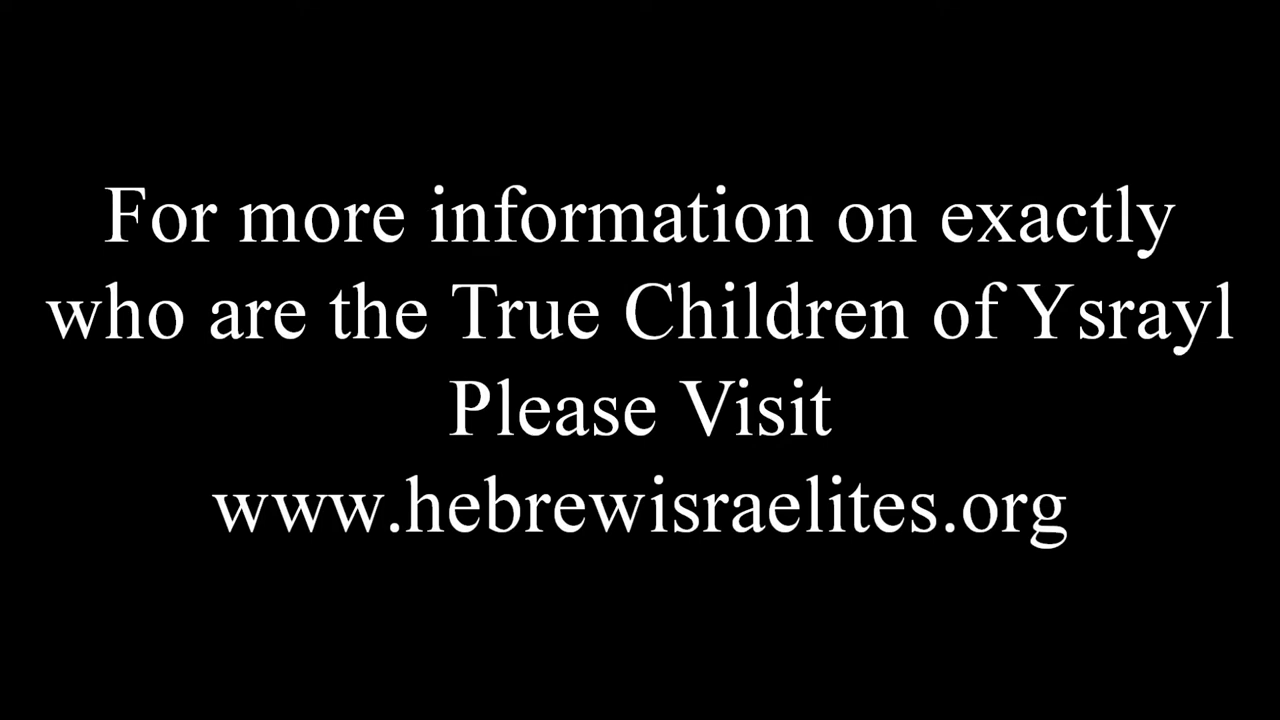 For more information on exactly
who are the True Children of Ysrayl
Please Visit
www.hebrewisraelites.org